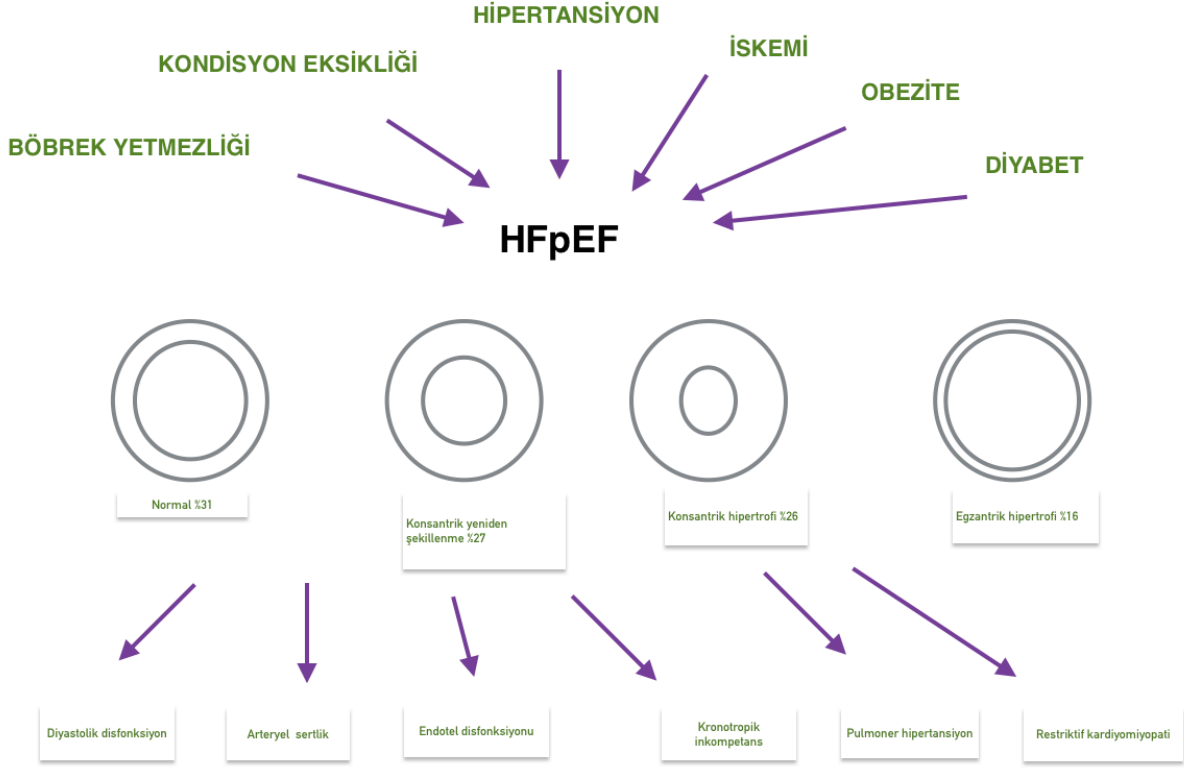 HİPERTANSİYON
İSKEMİ
KONDİSYON EKSİKLİĞİ
OBEZİTE
BÖBREK YETMEZLİĞİ
DİYABET
HFpEF
Normal %31
Konsantrik yeniden
şekillenme %27
Konsantrik hipertrofi %26
Egzantrik hipertrofi %16
Diyastolik disfonksiyon
Arteryel sertlik
Endotel disfonksiyonu
Kronotropik
inkompetans
Pulmoner hipertansiyon
Restriktif kardiyomiyopati